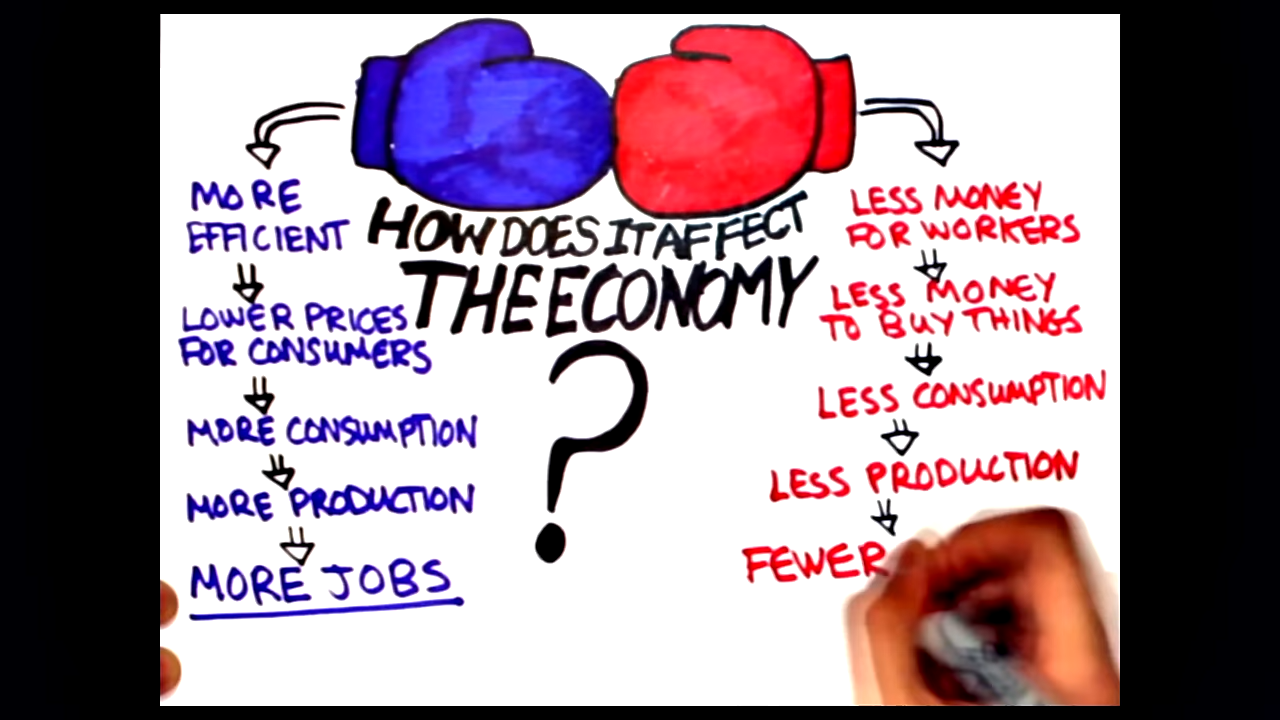 HOW DOES IT AFFECT
THE ECONOMY
?
MORE
EFFICIENT
LOWER PRICES
FOR CONSUMERS
MORE CONSUMPTION
MORE PRODUCTION
MORE JOBS
LESS MONEY
FOR WORKERS
LESS MONEY
TO BUY THINGS
LESS CONSUMPTION
LESS PRODUCTION
FEWER